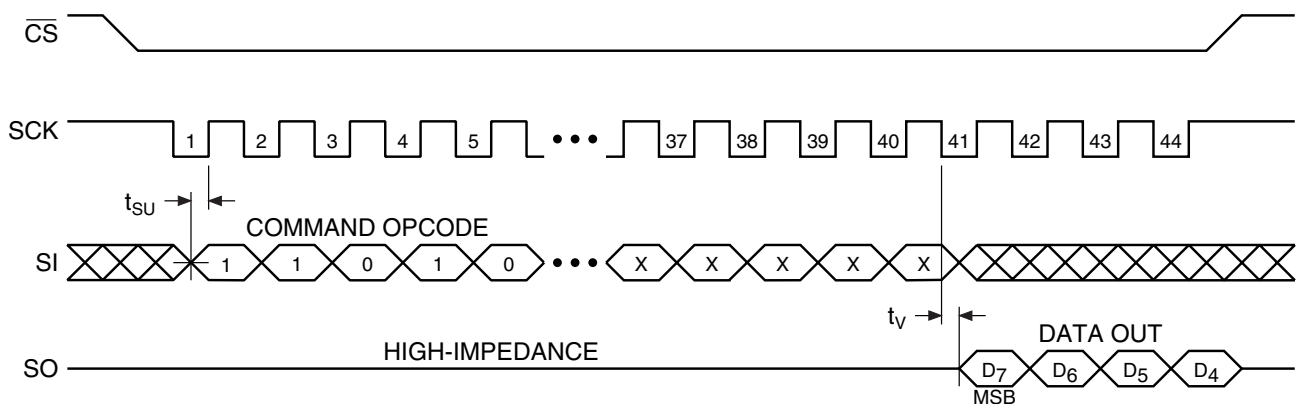 CS
SCK
1 2 3 4 5 37 38 39 40 41 42 43 44
tSU
COMMAND OPCODE
SI
1 1 0 1 0 X X X X X
tV
DATA OUT
HIGH-IMPEDANCE
SO
D7 D6 D5 D4
MSB